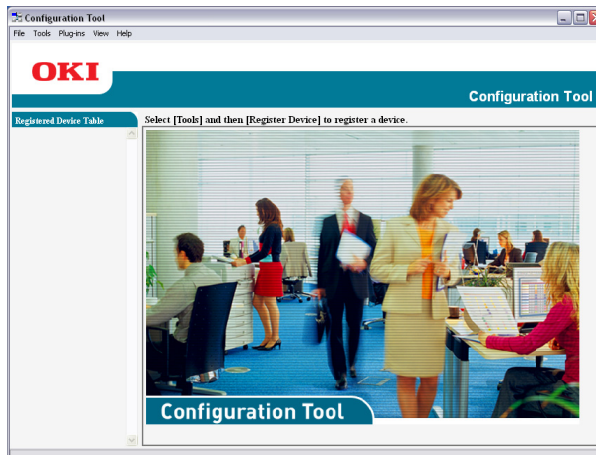 Configuration Tool
File Tools Plug-ins View Help
OKI
Configuration Tool
Registered Device Table
Select [Tools] and then [Register Device] to register a device.
Configuration Tool